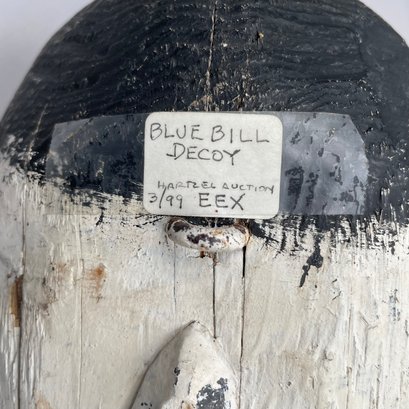 BLUE BILL
DECOY
HARTZEL AUCTION
3/99 EEX